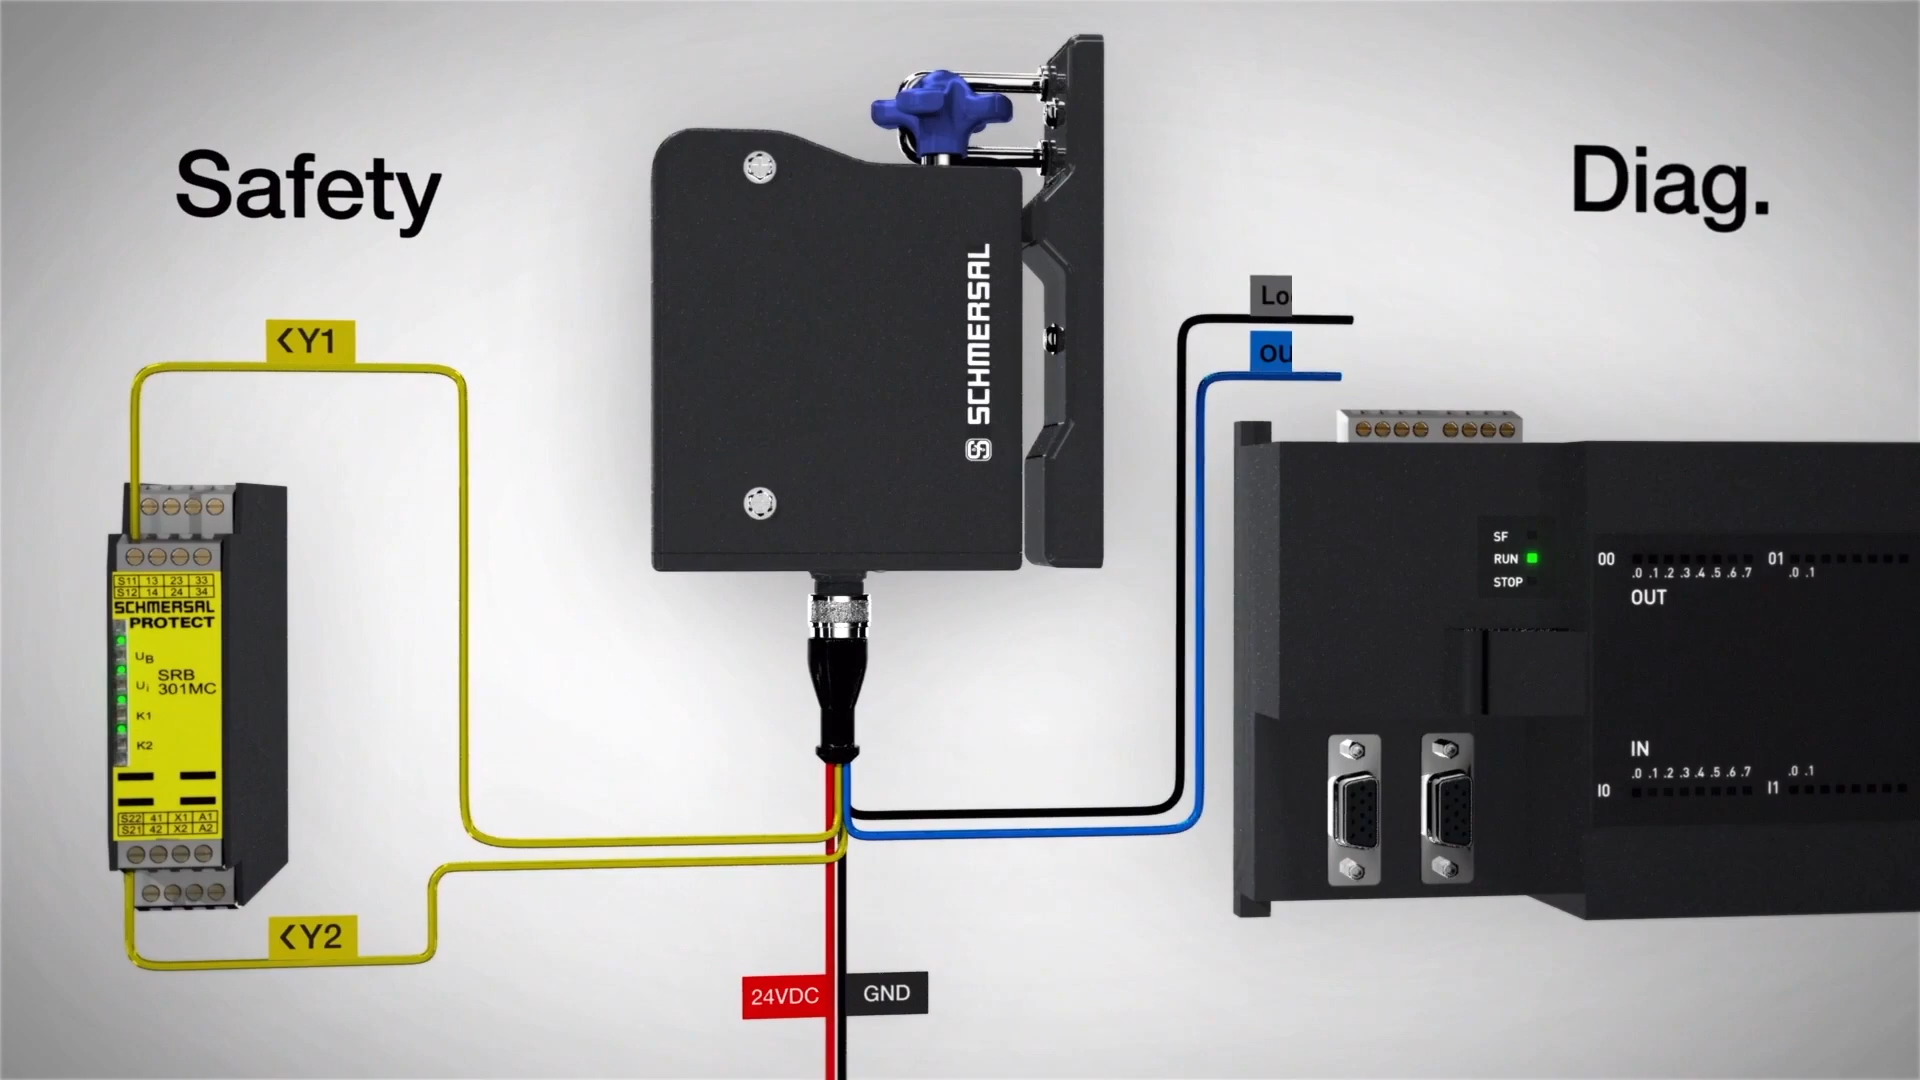 Safety
Diag.
<Y1
SCHMERSAL
Lo
OU
S11 13 23 33
S12 14 24 34
SCHMERSAL
PROTECT
UB
Ui
SRB
301MC
K1
K2
S22 41 X1 A1
S21 42 X2 A2
<Y2
24VDC
GND
SF
RUN
STOP
00
.0 .1 .2 .3 .4 .5 .6 .7
01
.0 .1
OUT
IN
.0 .1 .2 .3 .4 .5 .6 .7
.0 .1
I0
I1